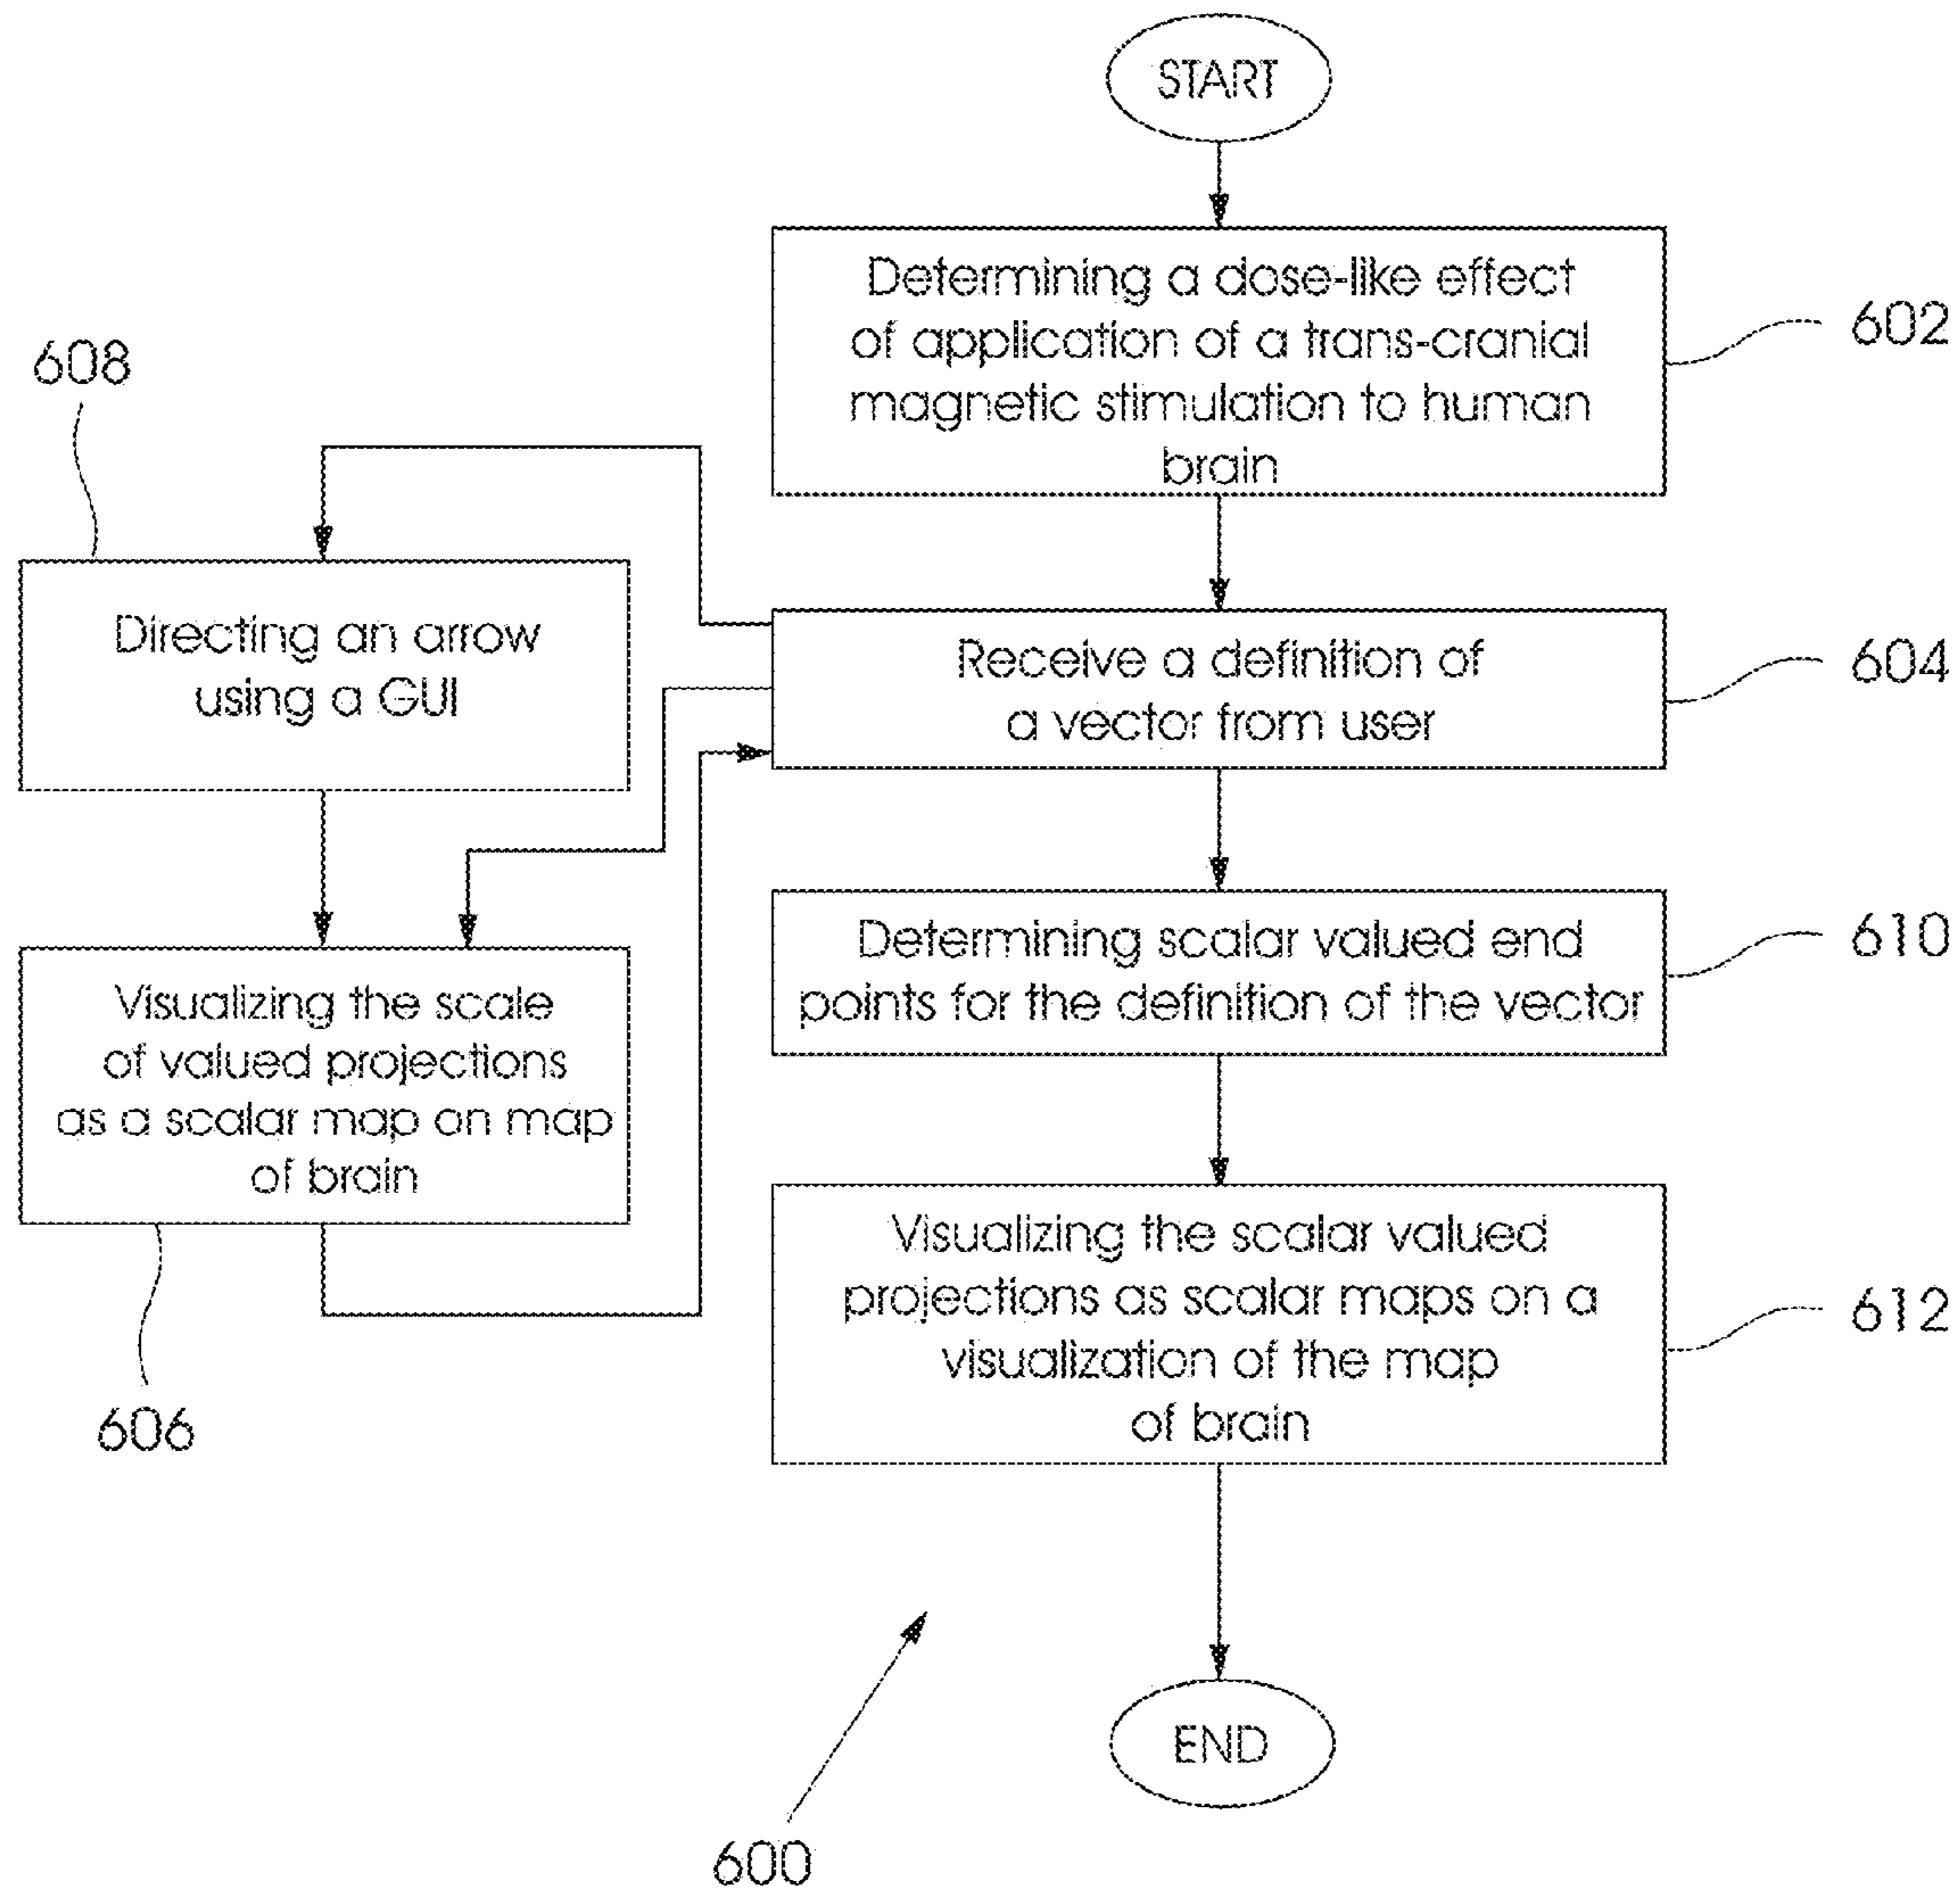 START
Determining a dose-like effect
of application of a trans-cranial
magnetic stimulation to human
brain
602
608
Directing an arrow
using a GUI
Receive a definition of
a vector from user
604
Visualizing the scale
of valued projections
as a scalar map on map
of brain
606
Determining scalar valued end
points for the definition of the vector
610
Visualizing the scalar valued
projections as scalar maps on a
visualization of the map
of brain
612
END
600